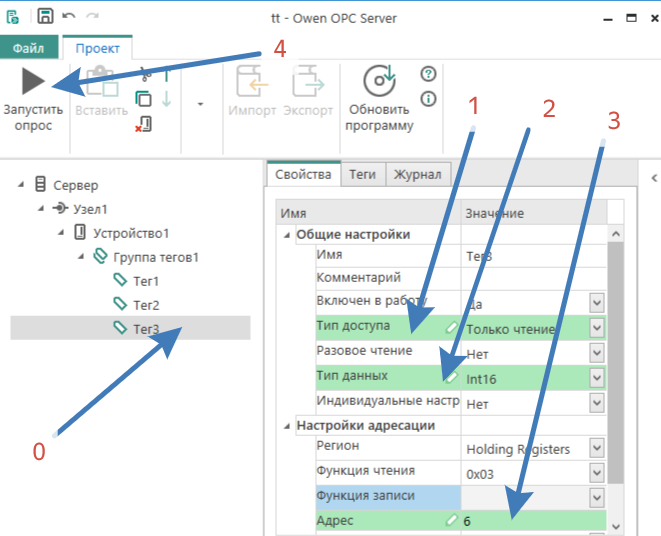 tt - Owen OPC Server
Файл
Проект
4
Запустить опрос
Вставить
Импорт
Экспорт
Обновить программу
1
2
3
Сервер
Узел1
Устройство1
Группа тегов1
Тег1
Тег2
Тег3
0
Свойства
Теги
Журнал
Имя Значение
Общие настройки
Имя Тег3
Комментарий
Включен в работу Да
Тип доступа Только чтение
Разовое чтение Нет
Тип данных Int16
Индивидуальные настр Нет
Настройки адресации
Регион Holding Registers
Функция чтения 0x03
Функция записи
Адрес 6